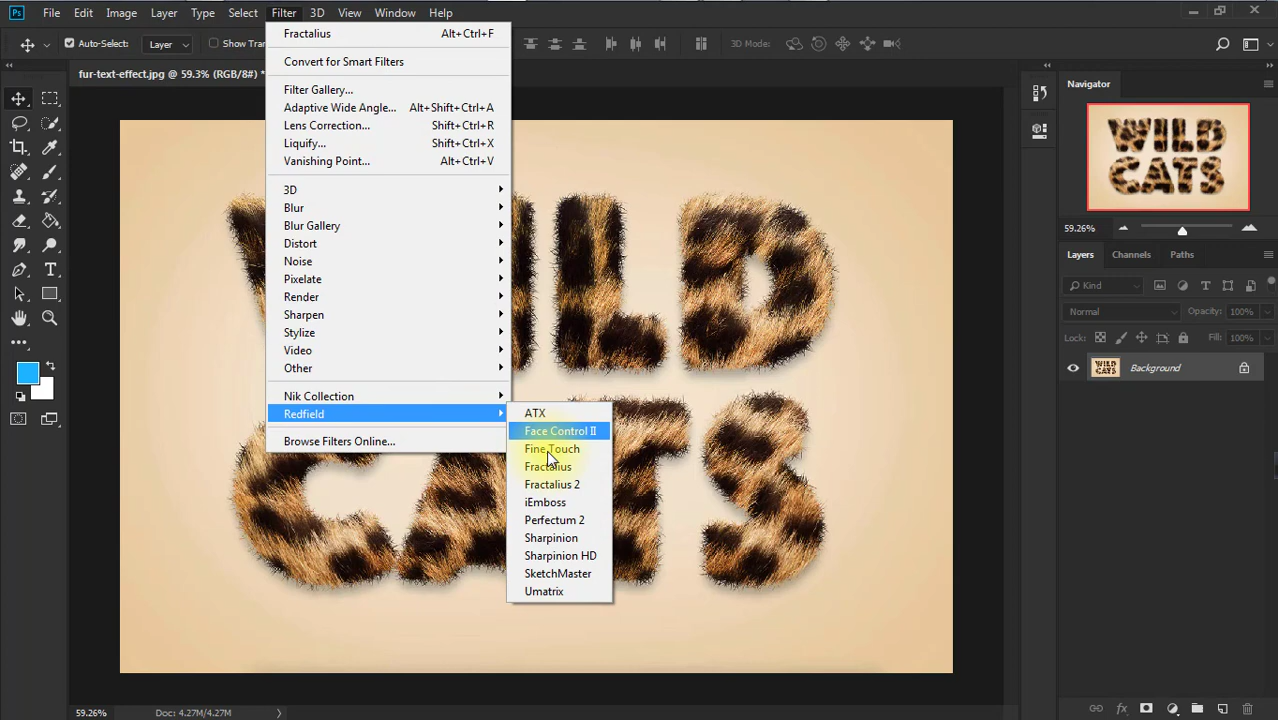 Ps File Edit Image Layer Type Select Filter 3D View Window Help
Auto-Select: Layer Show Tran 3D Mode:
fur-text-effect.jpg @ 59.3% (RGB/8#) *
Fractalius Alt+Ctrl+F
Convert for Smart Filters
Filter Gallery...
Adaptive Wide Angle... Alt+Shift+Ctrl+A
Lens Correction... Shift+Ctrl+R
Liquify... Shift+Ctrl+X
Vanishing Point... Alt+Ctrl+V
3D
Blur
Blur Gallery
Distort
Noise
Pixelate
Render
Sharpen
Stylize
Video
Other
Nik Collection
Redfield
Browse Filters Online...
ATX
Face Control II
Fine Touch
Fractalius
Fractalius 2
iEmboss
Perfectum 2
Sharpinion
Sharpinion HD
SketchMaster
Umatrix
WILD
CATS
Navigator
WILD
CATS
59.26%
Layers Channels Paths
Kind
Normal Opacity: 100%
Lock: Fill: 100%
WILD
CATS
Background
59.26% Doc: 4.27M/4.27M